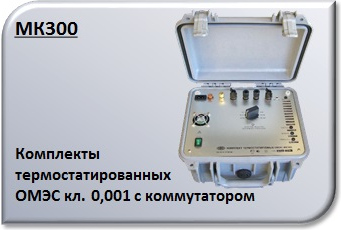 МК300
Комплекты
термостатированных
ОМЭС кл. 0,001 с коммутатором